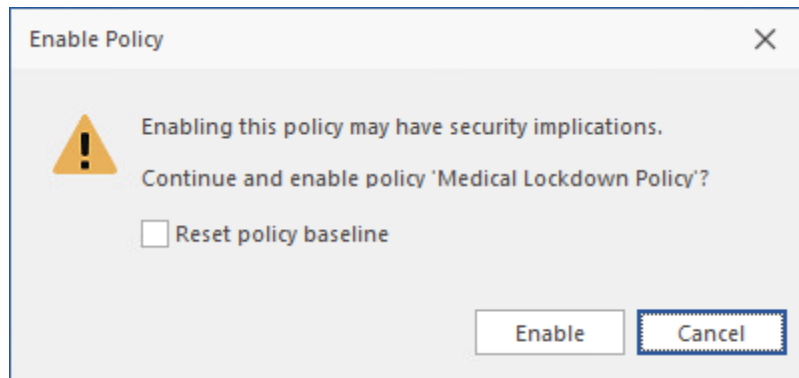 Enable Policy
Enabling this policy may have security implications.
Continue and enable policy 'Medical Lockdown Policy'?
Reset policy baseline
Enable Cancel